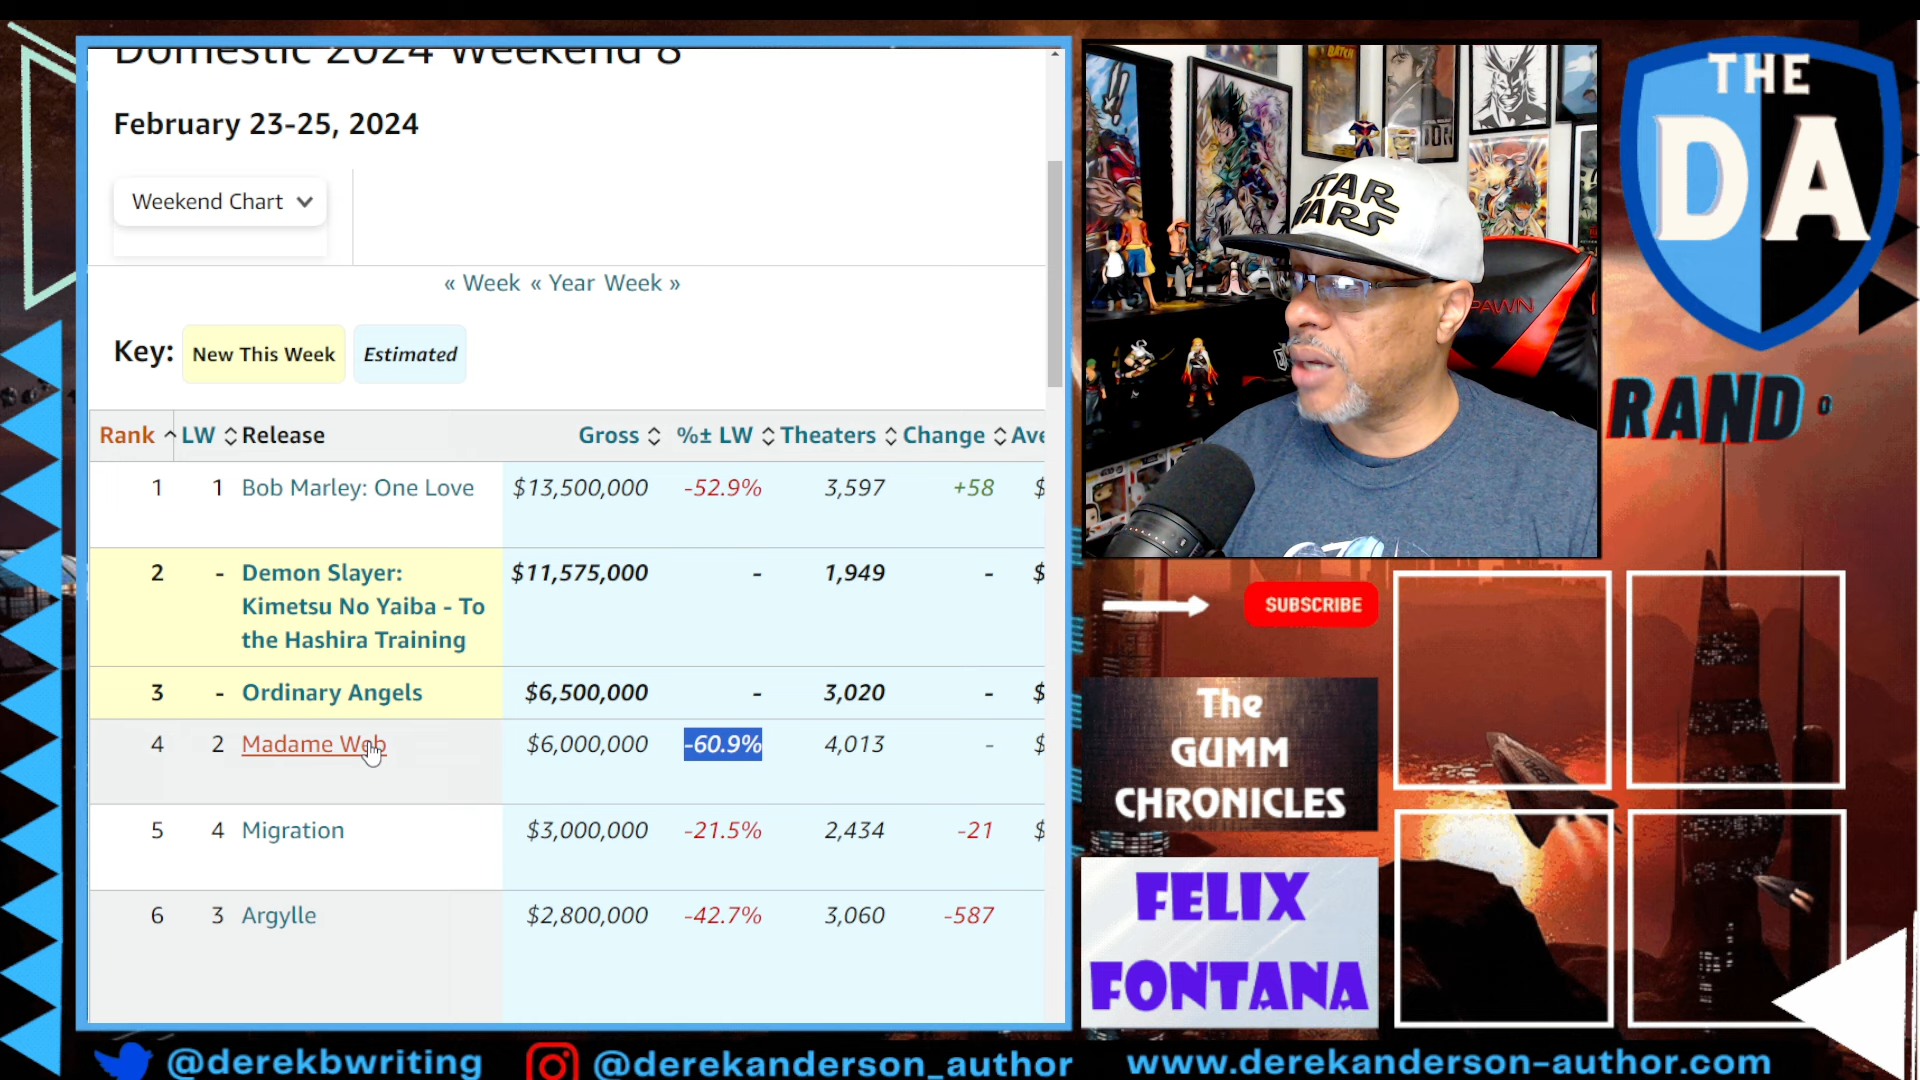 Domestic 2024 Weekend 8
February 23-25, 2024
Weekend Chart
« Week « Year Week »
Key: New This Week Estimated
Rank LW Release Gross %± LW Theaters Change Ave
1 1 Bob Marley: One Love $13,500,000 -52.9% 3,597 +58 $
2 - Demon Slayer: $11,575,000 - 1,949 - $
Kimetsu No Yaiba - To
the Hashira Training
3 - Ordinary Angels $6,500,000 - 3,020 - $
4 2 Madame Web $6,000,000 -60.9% 4,013 - $
5 4 Migration $3,000,000 -21.5% 2,434 -21 $
6 3 Argylle $2,800,000 -42.7% 3,060 -587
STAR
WARS
THE
DA
RAND
SUBSCRIBE
The
GUMM
CHRONICLES
FELIX
FONTANA
@derekbwriting @derekanderson_author www.derekanderson-author.com